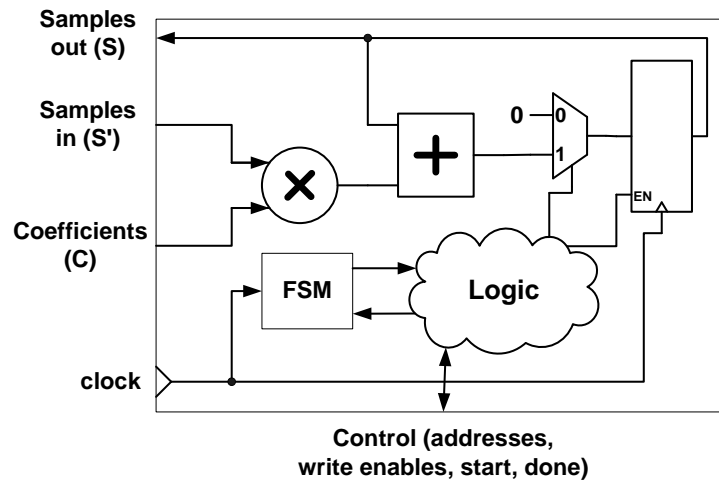 Samples
out (S)
Samples
in (S')
Coefficients
(C)
clock
0
0
1
EN
FSM
Logic
Control (addresses,
write enables, start, done)